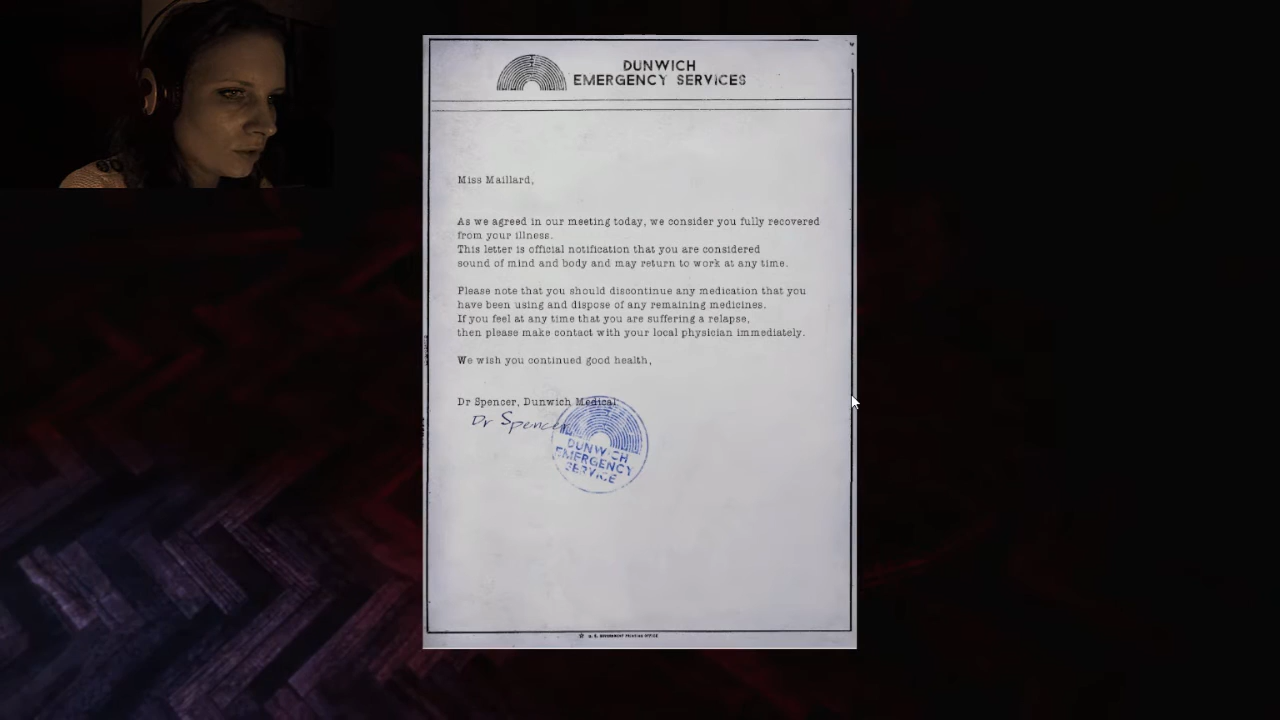 DUNWICH
EMERGENCY SERVICES
Miss Maillard,
As we agreed in our meeting today, we consider you fully recovered
from your illness.
This letter is official notification that you are considered
sound of mind and body and may return to work at any time.
Please note that you should discontinue any medication that you
have been using and dispose of any remaining medicines.
If you feel at any time that you are suffering a relapse,
then please make contact with your local physician immediately.
We wish you continued good health,
Dr Spencer, Dunwich Medical
Dr Spencer
DUNWICH
EMERGENCY
SERVICE
U. S. GOVERNMENT PRINTING OFFICE